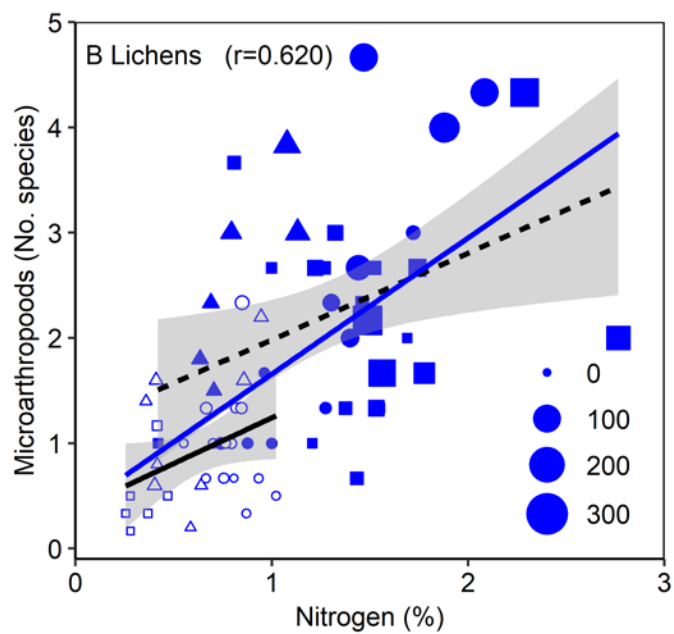 5
B Lichens (r=0.620)
4
3
2
1
0
Microarthropoods (No. species)
0
100
200
300
0 1 2 3
Nitrogen (%)